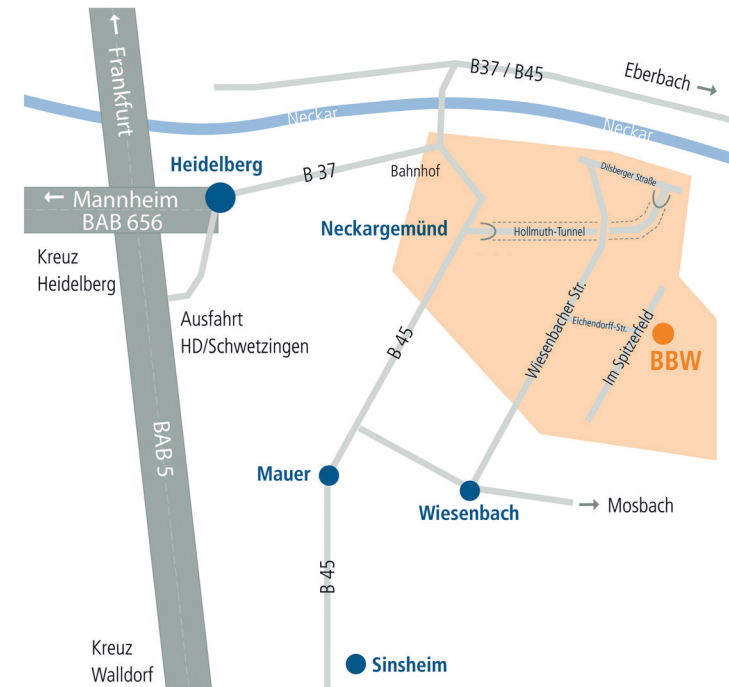 Frankfurt
B37 / B45
Eberbach
Neckar
Neckar
Heidelberg
B 37
Bahnhof
Dilsberger Straße
Mannheim
BAB 656
Neckargemünd
Hollmuth-Tunnel
Kreuz
Heidelberg
Ausfahrt
HD/Schwetzingen
B 45
Wiesenbacher Str.
Eichendorff-Str.
Im Spitzerfeld
BBW
BAB 5
Mauer
Wiesenbach
Mosbach
B 45
Kreuz
Walldorf
Sinsheim